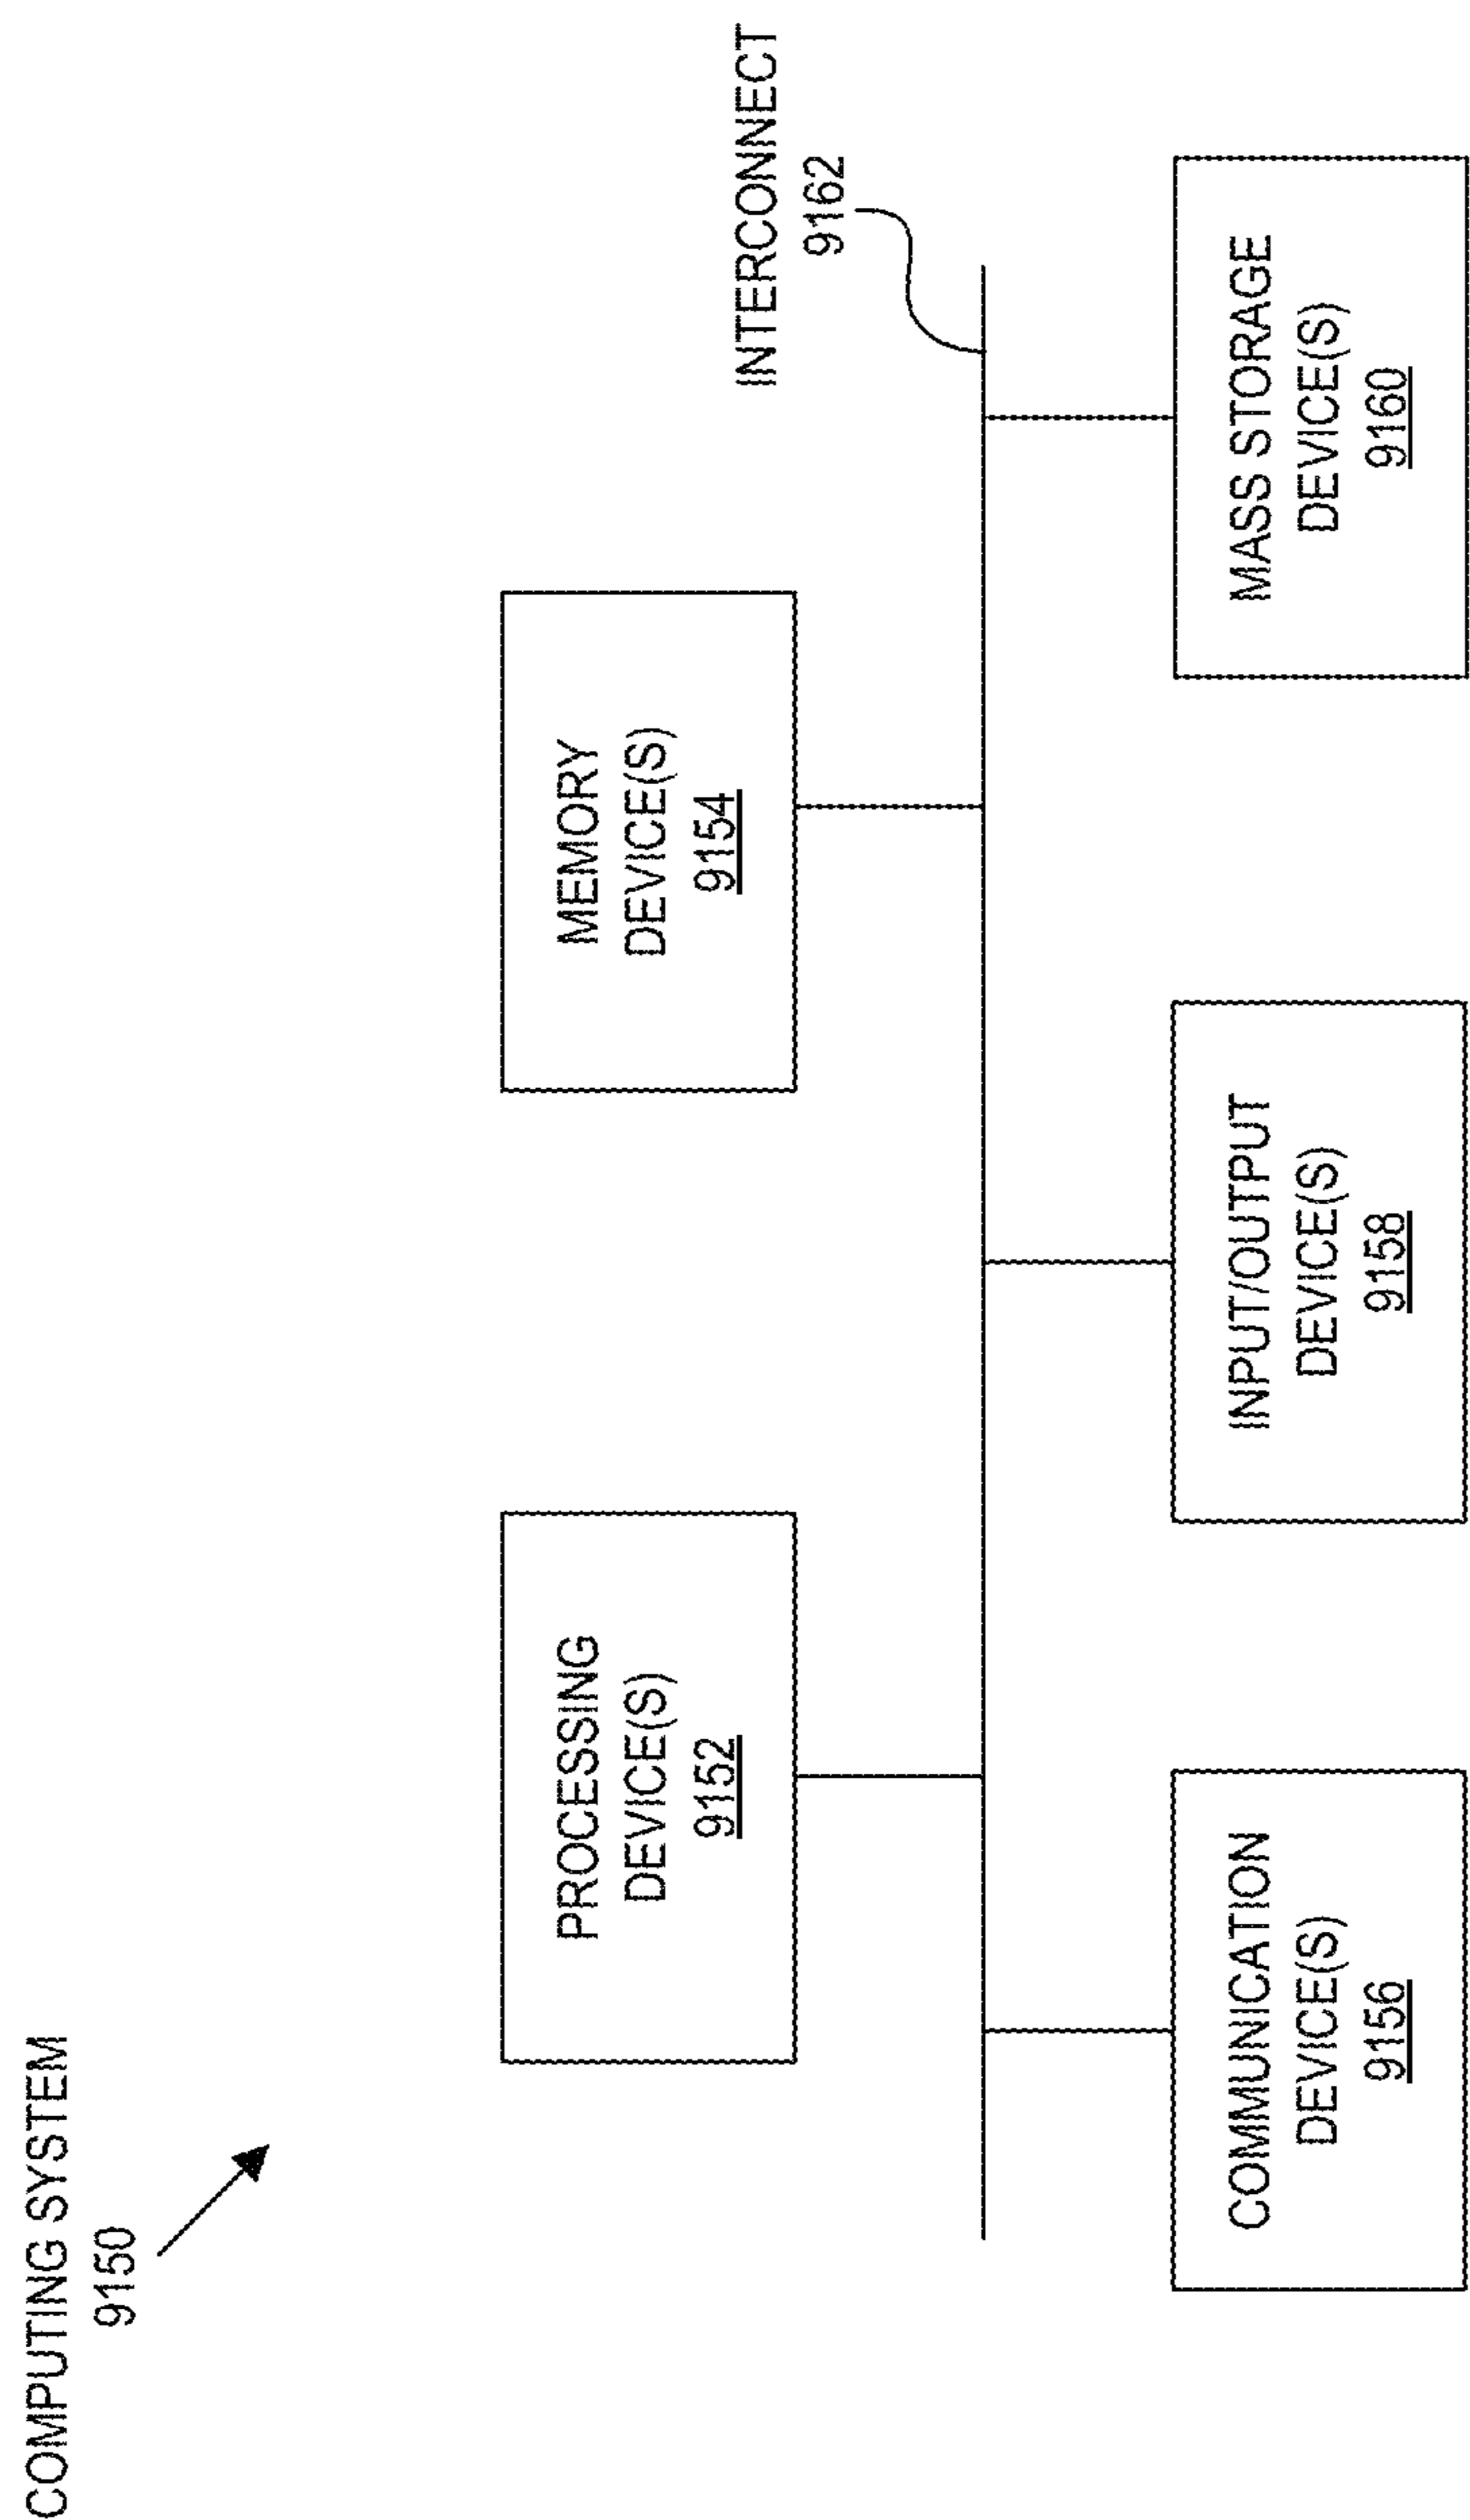 COMPUTING SYSTEM
9150
PROCESSING
DEVICE(S)
9152
MEMORY
DEVICE(S)
9154
INTERCONNECT
9162
COMMUNICATION
DEVICE(S)
9156
INPUT/OUTPUT
DEVICE(S)
9158
MASS STORAGE
DEVICE(S)
9160